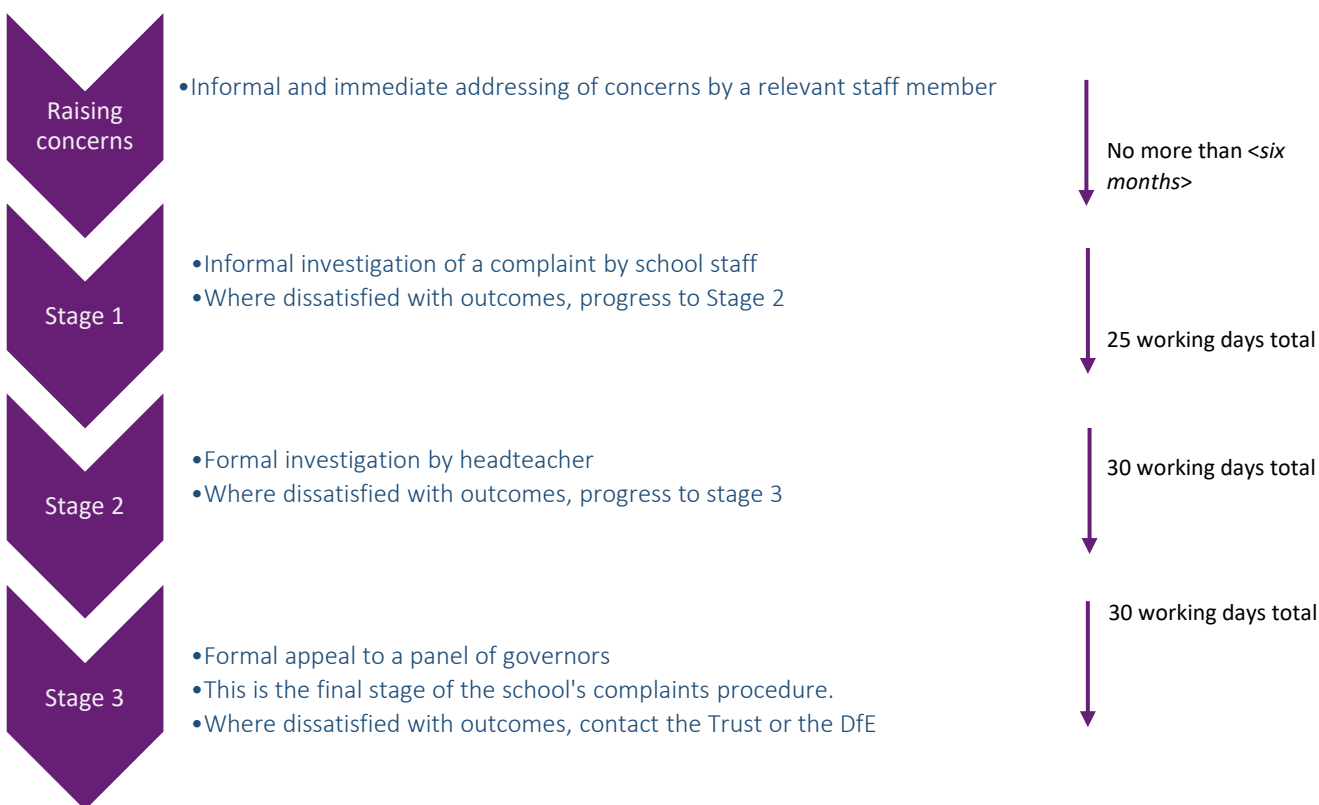 Raising
concerns
•Informal and immediate addressing of concerns by a relevant staff member
No more than <six
months>
Stage 1
•Informal investigation of a complaint by school staff
•Where dissatisfied with outcomes, progress to Stage 2
25 working days total
Stage 2
•Formal investigation by headteacher
•Where dissatisfied with outcomes, progress to stage 3
30 working days total
Stage 3
•Formal appeal to a panel of governors
•This is the final stage of the school's complaints procedure.
•Where dissatisfied with outcomes, contact the Trust or the DfE
30 working days total